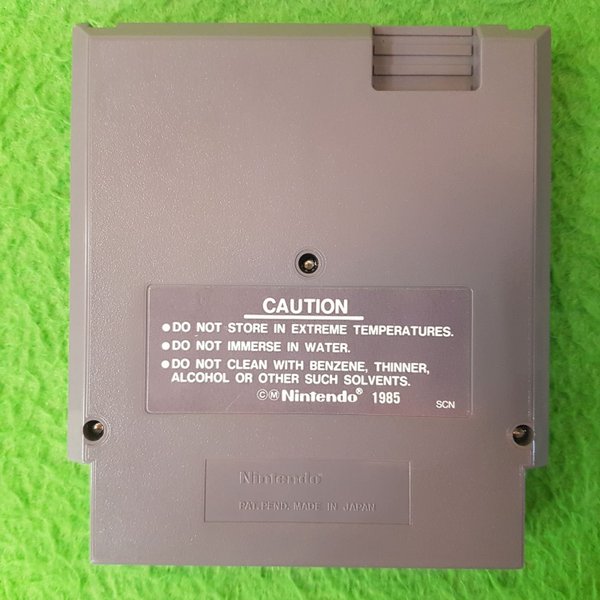 CAUTION
•DO NOT STORE IN EXTREME TEMPERATURES.
•DO NOT IMMERSE IN WATER.
•DO NOT CLEAN WITH BENZENE, THINNER,
ALCOHOL OR OTHER SUCH SOLVENTS.
©Ⓜ Nintendo® 1985 SCN
Nintendo®
PAT. PEND. MADE IN JAPAN